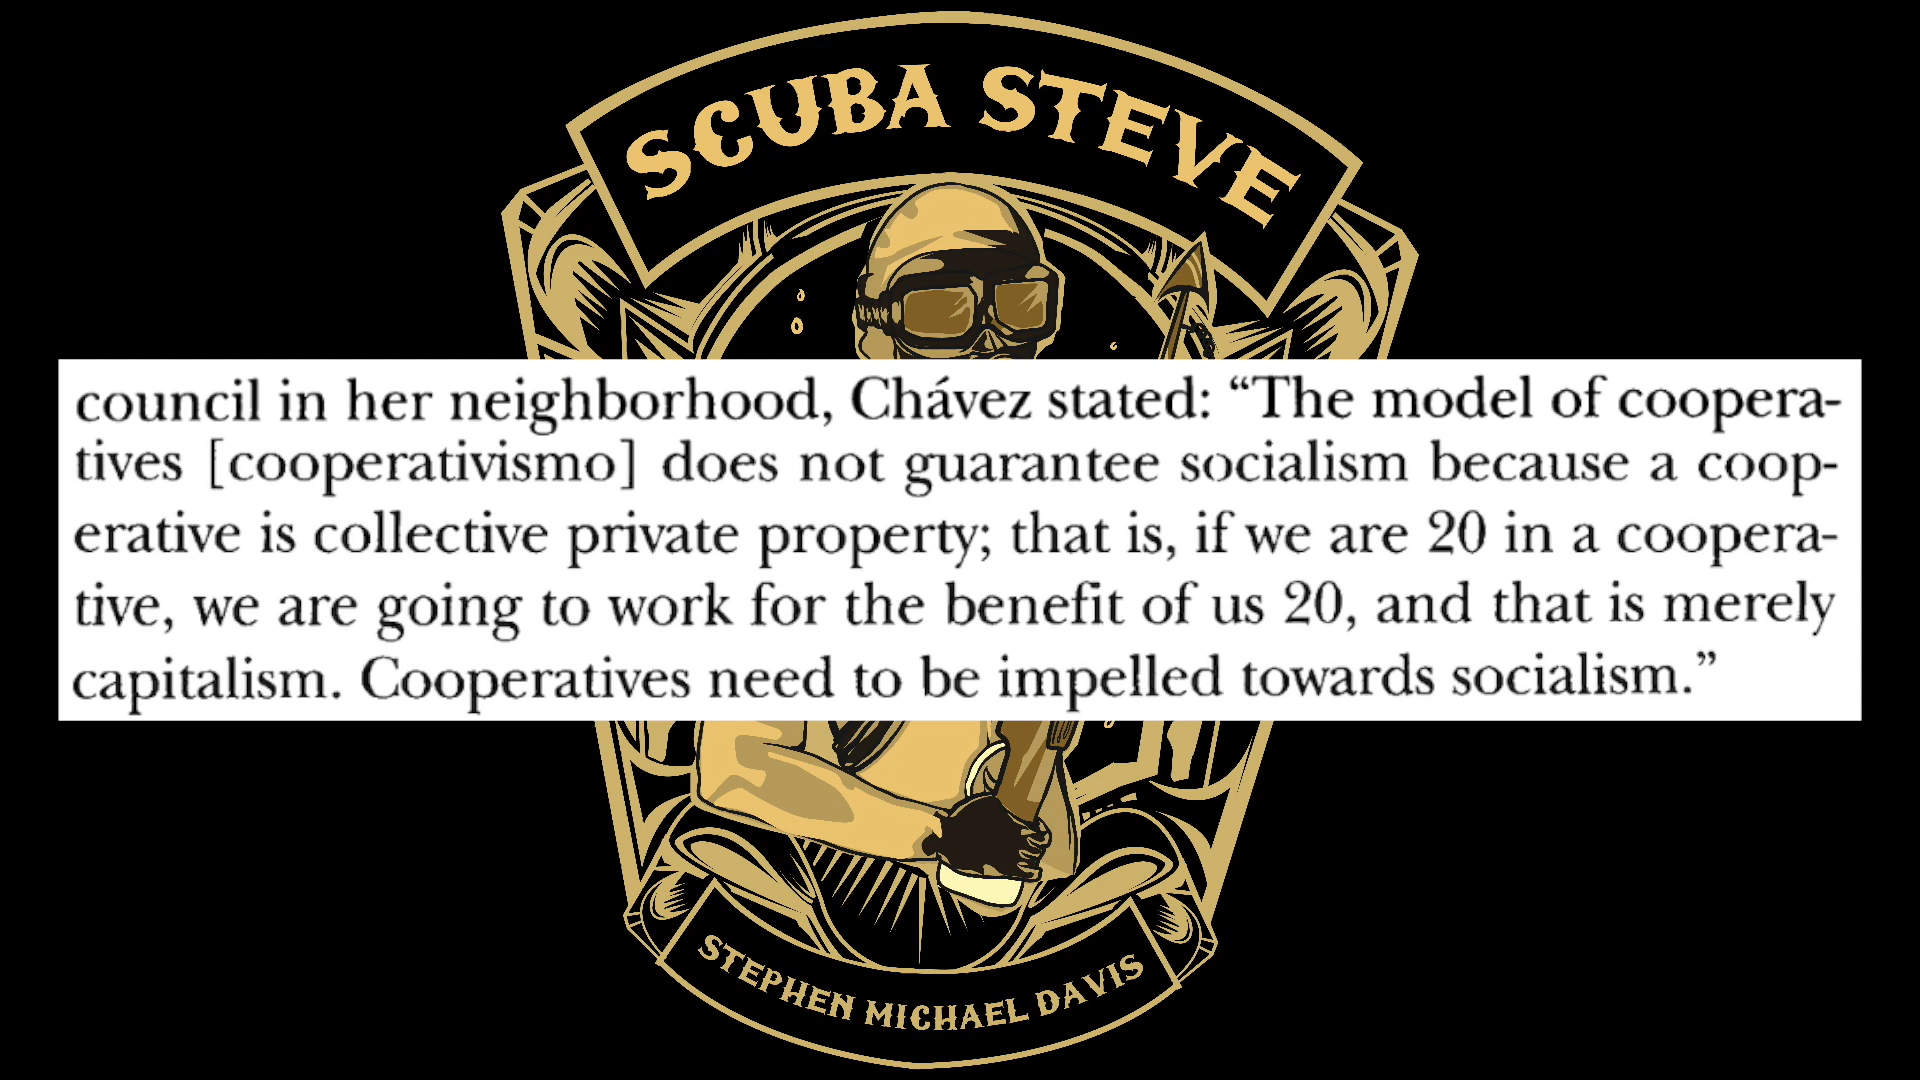 SCUBA STEVE
council in her neighborhood, Chávez stated: “The model of coopera-
tives [cooperativismo] does not guarantee socialism because a coop-
erative is collective private property; that is, if we are 20 in a coopera-
tive, we are going to work for the benefit of us 20, and that is merely
capitalism. Cooperatives need to be impelled towards socialism.”
STEPHEN MICHAEL DAVIS